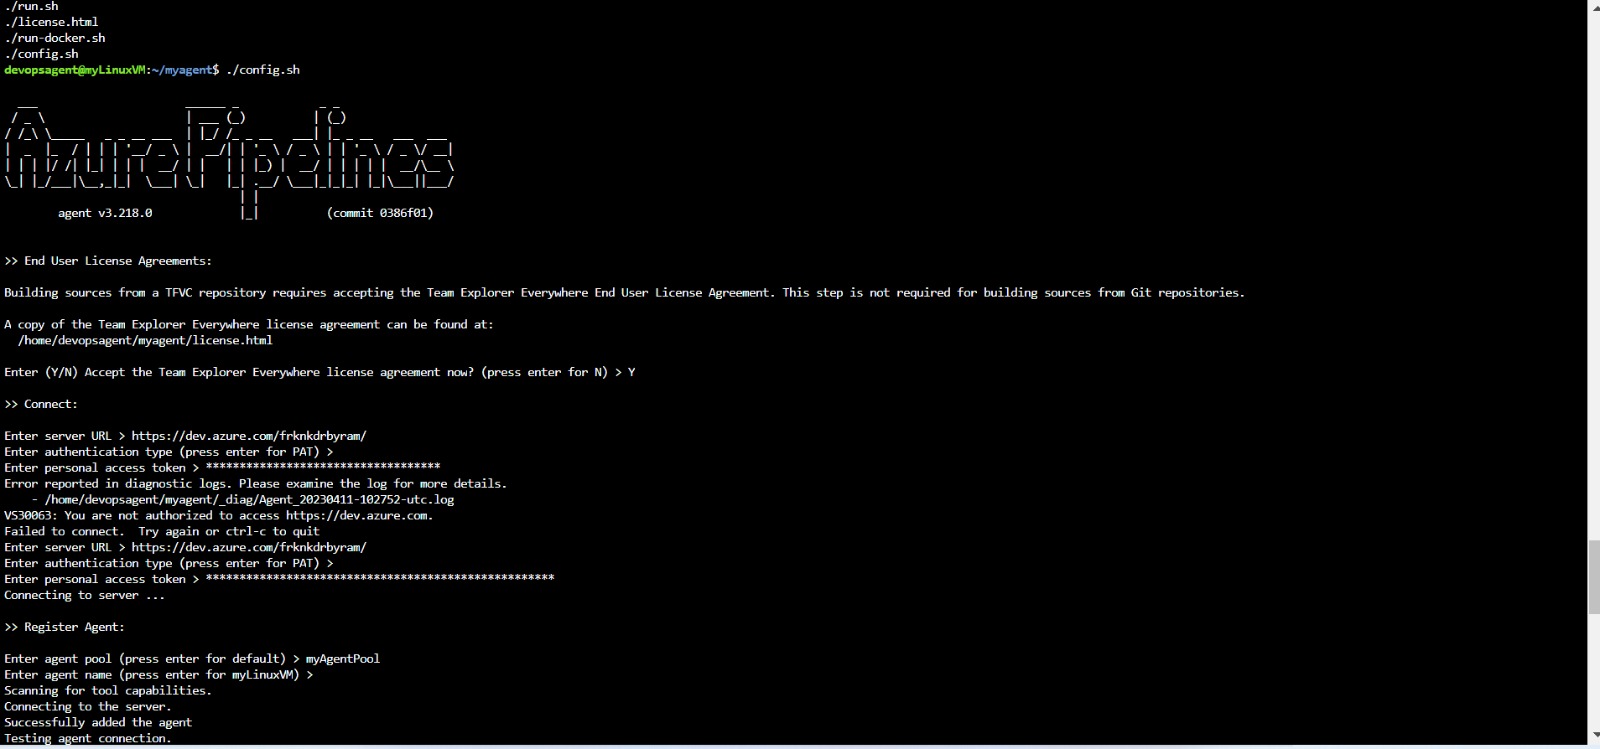 ./run.sh
./license.html
./run-docker.sh
./config.sh
devopsagent@myLinuxVM:~/myagent$ ./config.sh
AzurePipelines
agent v3.218.0 (commit 0386f01)
>> End User License Agreements:
Building sources from a TFVC repository requires accepting the Team Explorer Everywhere End User License Agreement. This step is not required for building sources from Git repositories.
A copy of the Team Explorer Everywhere license agreement can be found at:
/home/devopsagent/myagent/license.html
Enter (Y/N) Accept the Team Explorer Everywhere license agreement now? (press enter for N) > Y
>> Connect:
Enter server URL > https://dev.azure.com/frknkdrbyram/
Enter authentication type (press enter for PAT) >
Enter personal access token > ***********************************
Error reported in diagnostic logs. Please examine the log for more details.
- /home/devopsagent/myagent/_diag/Agent_20230411-102752-utc.log
VS30063: You are not authorized to access https://dev.azure.com.
Failed to connect.  Try again or ctrl-c to quit
Enter server URL > https://dev.azure.com/frknkdrbyram/
Enter authentication type (press enter for PAT) >
Enter personal access token > ****************************************************
Connecting to server ...
>> Register Agent:
Enter agent pool (press enter for default) > myAgentPool
Enter agent name (press enter for myLinuxVM) >
Scanning for tool capabilities.
Connecting to the server.
Successfully added the agent
Testing agent connection.